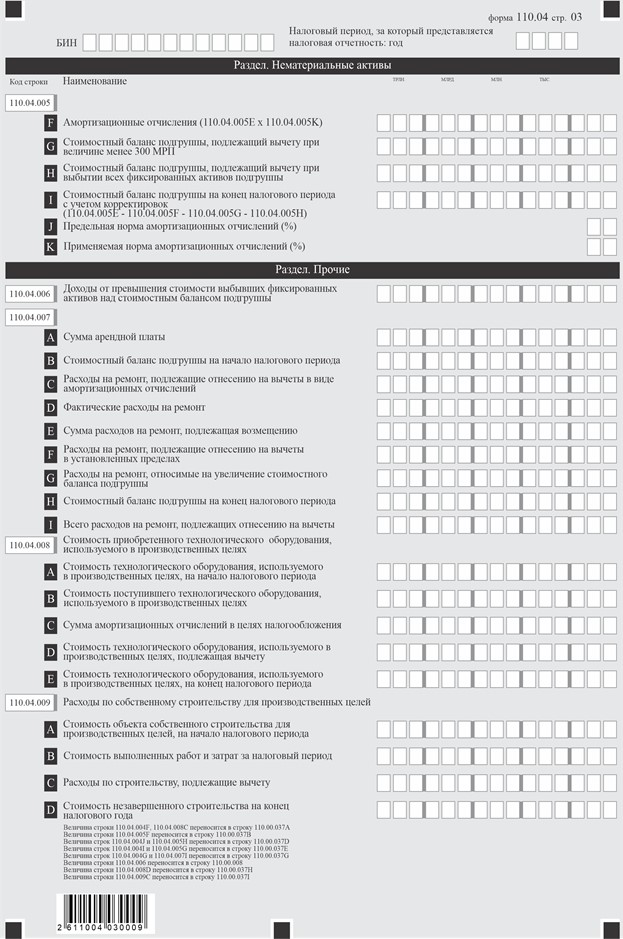 форма 110.04 стр. 03
БИН
Налоговый период, за который представляется
налоговая отчетность: год
Раздел. Нематериальные активы
Код строки Наименование ТРЛН. МЛРД. МЛН. ТЫС
110.04.005
F Амортизационные отчисления (110.04.005E x 110.04.005K)
G Стоимостный баланс подгруппы, подлежащий вычету при
величине менее 300 МРП
H Стоимостный баланс подгруппы, подлежащий вычету при
выбытии всех фиксированных активов подгруппы
I Стоимостный баланс подгруппы на конец налогового периода
с учетом корректировок
(110.04.005E - 110.04.005F - 110.04.005G - 110.04.005H)
J Предельная норма амортизационных отчислений (%)
K Применяемая норма амортизационных отчислений (%)
Раздел. Прочие
110.04.006 Доходы от превышения стоимости выбывших фиксированных
активов над стоимостным балансом подгруппы
110.04.007
A Сумма арендной платы
B Стоимостный баланс подгруппы на начало налогового периода
C Расходы на ремонт, подлежащие отнесению на вычеты в виде
амортизационных отчислений
D Фактические расходы на ремонт
E Сумма расходов на ремонт, подлежащая возмещению
F Расходы на ремонт, подлежащие отнесению на вычеты
в установленных пределах
G Расходы на ремонт, относимые на увеличение стоимостного
баланса подгруппы
H Стоимостный баланс подгруппы на конец налогового периода
I Всего расходов на ремонт, подлежащих отнесению на вычеты
110.04.008 Стоимость приобретенного технологического оборудования,
используемого в производственных целях
A Стоимость технологического оборудования, используемого
в производственных целях, на начало налогового периода
B Стоимость поступившего технологического оборудования,
используемого в производственных целях
C Сумма амортизационных отчислений в целях налогообложения
D Стоимость технологического оборудования, используемого в
производственных целях, подлежащая вычету
E Стоимость технологического оборудования, используемого
в производственных целях, на конец налогового периода
110.04.009 Расходы по собственному строительству для производственных целей
A Стоимость объекта собственного строительства для
производственных целей, на начало налогового периода
B Стоимость выполненных работ и затрат за налоговый период
C Расходы по строительству, подлежащие вычету
D Стоимость незавершенного строительства на конец
налогового года
Величина строки 110.04.004F, 110.04.008C переносится в строку 110.00.037A
Величина строки 110.04.005F переносится в строку 110.00.037B
Величина строк 110.04.004J и 110.04.005H переносится в строку 110.00.037D
Величина строк 110.04.004I и 110.04.005G переносится в строку 110.00.037E
Величина строк 110.04.004G и 110.04.007I переносится в строку 110.00.037G
Величина строки 110.04.006 переносится в строку 110.00.008
Величина строки 110.04.008D переносится в строку 110.00.037H
Величина строки 110.04.009C переносится в строку 110.00.037I
2 611004 030009